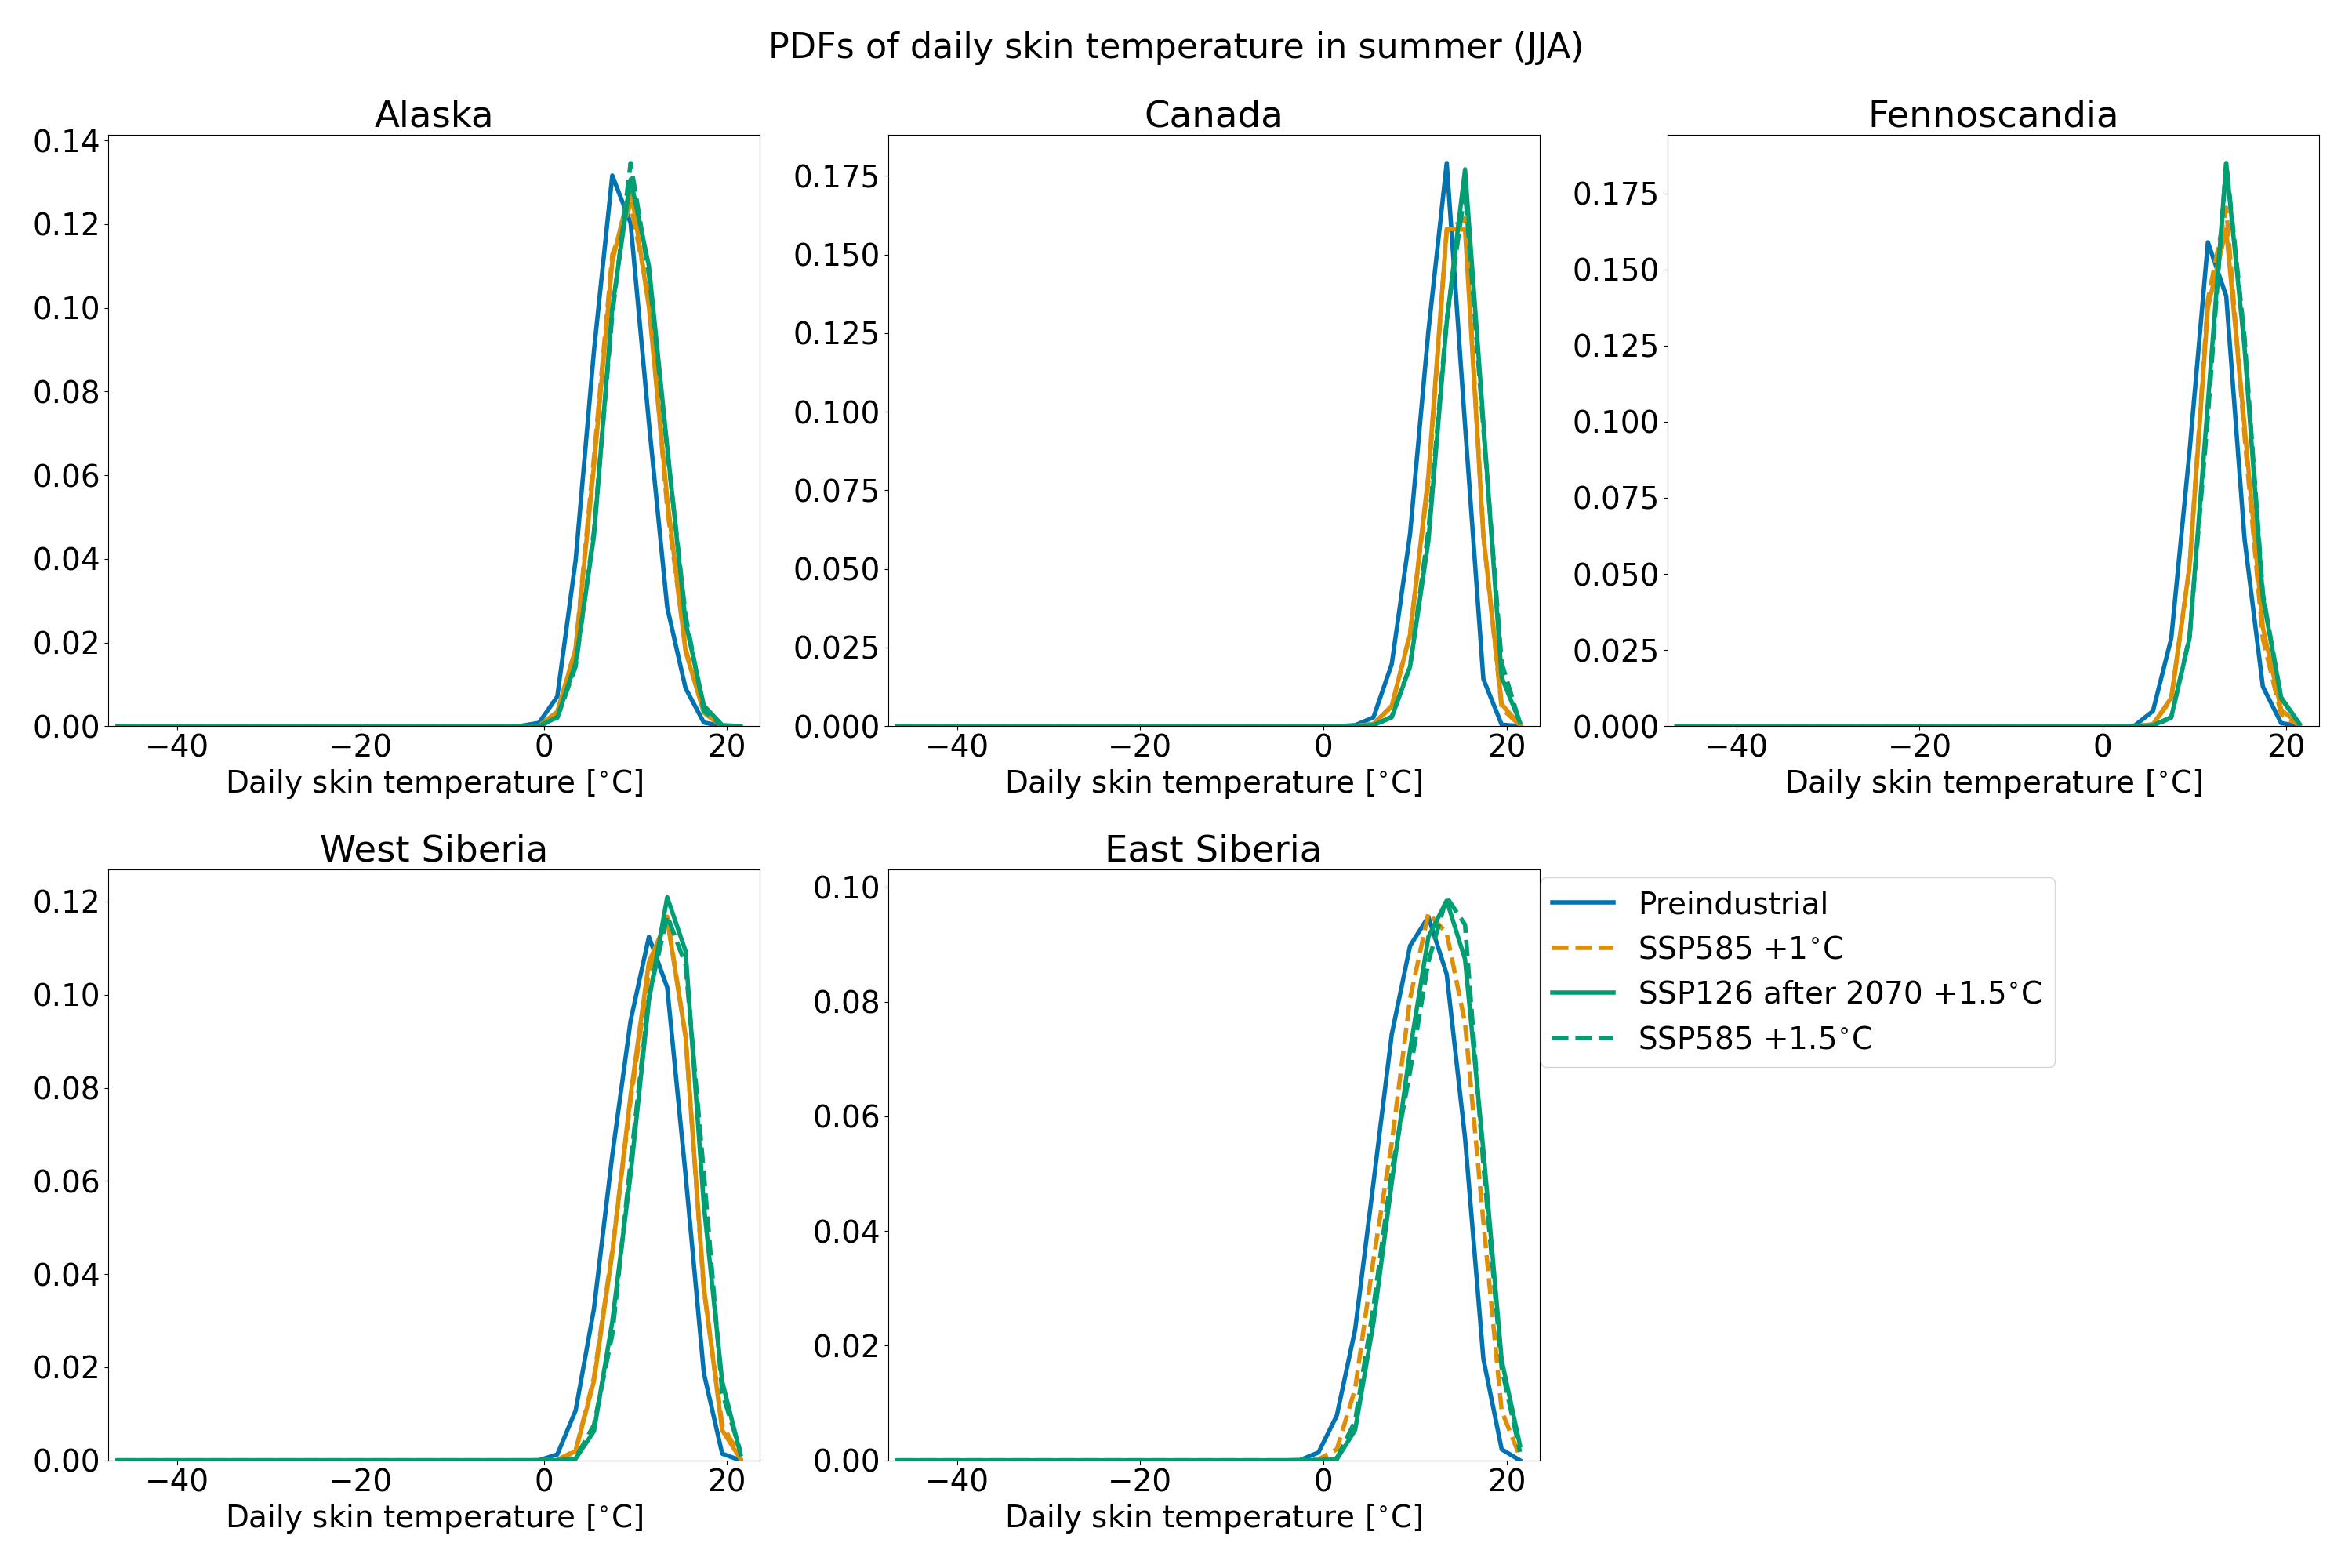 PDFs of daily skin temperature in summer (JJA)
Alaska
0.14
0.12
0.10
0.08
0.06
0.04
0.02
0.00
−40 −20 0 20
Daily skin temperature [°C]
Canada
0.175
0.150
0.125
0.100
0.075
0.050
0.025
0.000
−40 −20 0 20
Daily skin temperature [°C]
Fennoscandia
0.175
0.150
0.125
0.100
0.075
0.050
0.025
0.000
−40 −20 0 20
Daily skin temperature [°C]
West Siberia
0.12
0.10
0.08
0.06
0.04
0.02
0.00
−40 −20 0 20
Daily skin temperature [°C]
East Siberia
0.10
0.08
0.06
0.04
0.02
0.00
−40 −20 0 20
Daily skin temperature [°C]
Preindustrial
SSP585 +1°C
SSP126 after 2070 +1.5°C
SSP585 +1.5°C